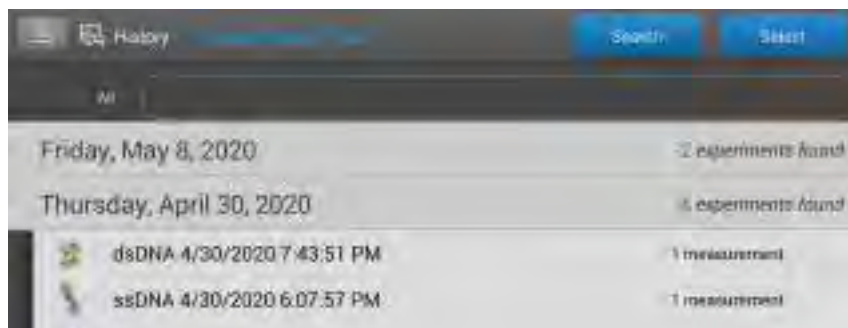 History
Search Select
All
Friday, May 8, 2020 2 experiments found
Thursday, April 30, 2020 experiments found
dsDNA 4/30/2020 7:43:51 PM 1 measurement
ssDNA 4/30/2020 6:07:57 PM 1 measurement